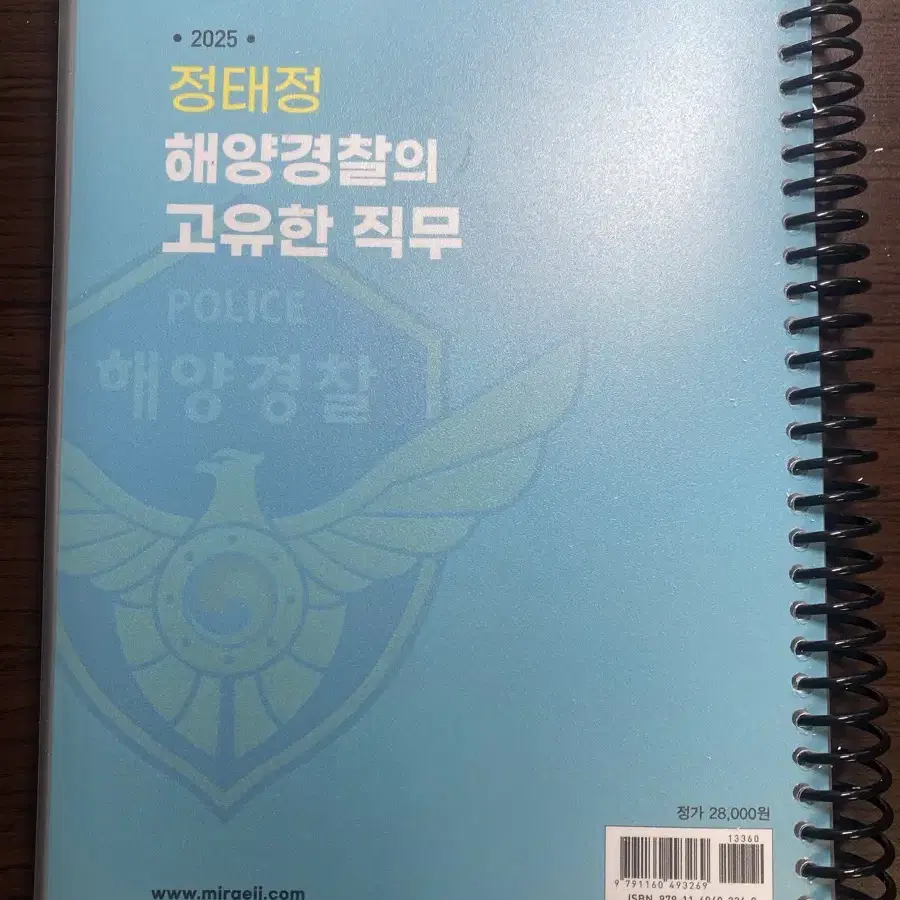 • 2025 •
정태정
해양경찰의
고유한 직무
POLICE
해양경찰
정가 28,000원
13360
9 791160 493269
www.miraeij.com